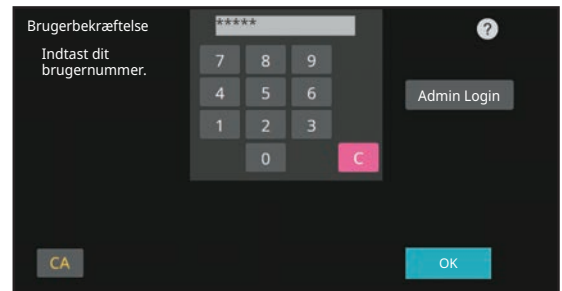 Brugerbekræftelse
*****
?
Indtast dit
brugernummer.
7 8 9
4 5 6
Admin Login
1 2 3
0 C
CA
OK